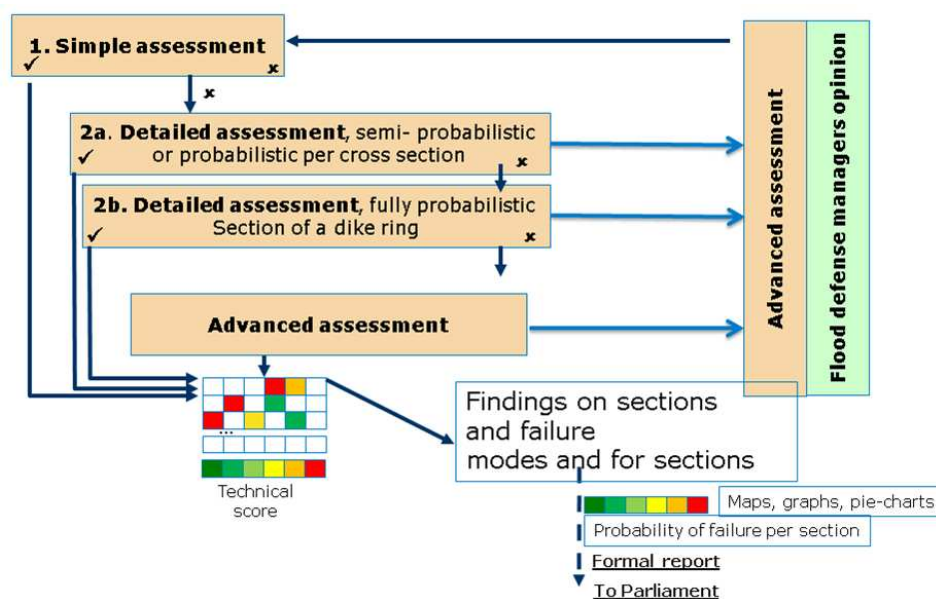 1. Simple assessment
✓ x
x
2a. Detailed assessment, semi- probabilistic
or probabilistic per cross section
✓ x
2b. Detailed assessment, fully probabilistic
Section of a dike ring
✓ x
Advanced assessment
Advanced assessment
Flood defense managers opinion
...
Technical
score
Findings on sections
and failure
modes and for sections
Maps, graphs, pie-charts
Probability of failure per section
Formal report
To Parliament